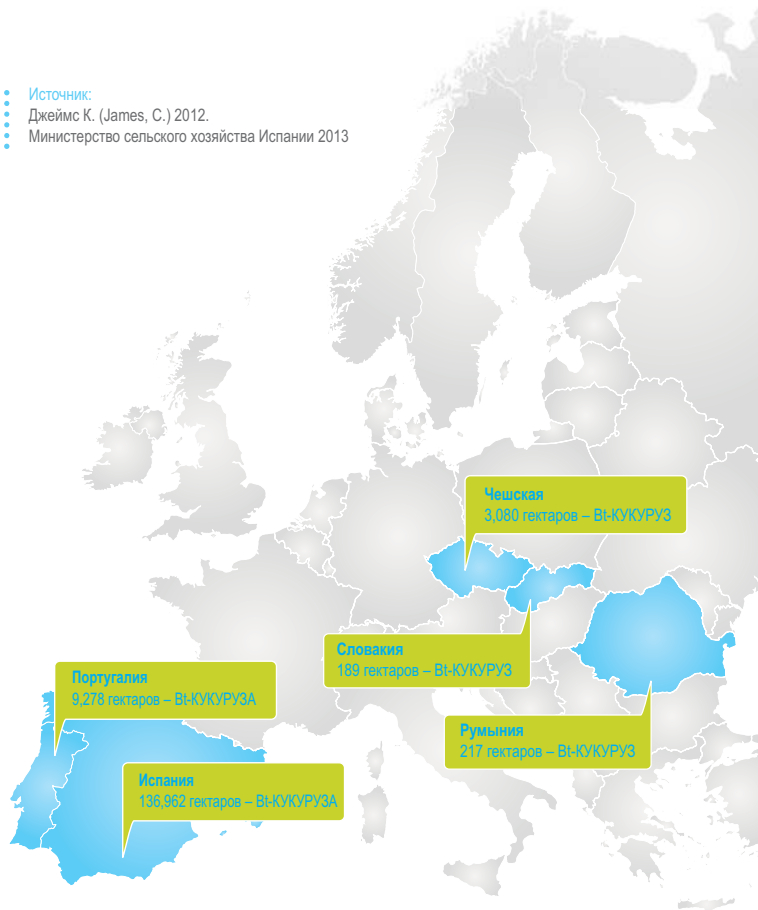 Источник:
Джеймс К. (James, C.) 2012.
Министерство сельского хозяйства Испании 2013
Чешская
3,080 гектаров – Bt-КУКУРУЗ
Словакия
189 гектаров – Bt-КУКУРУЗ
Португалия
9,278 гектаров – Bt-КУКУРУЗА
Румыния
217 гектаров – Bt-КУКУРУЗ
Испания
136,962 гектаров – Bt-КУКУРУЗА